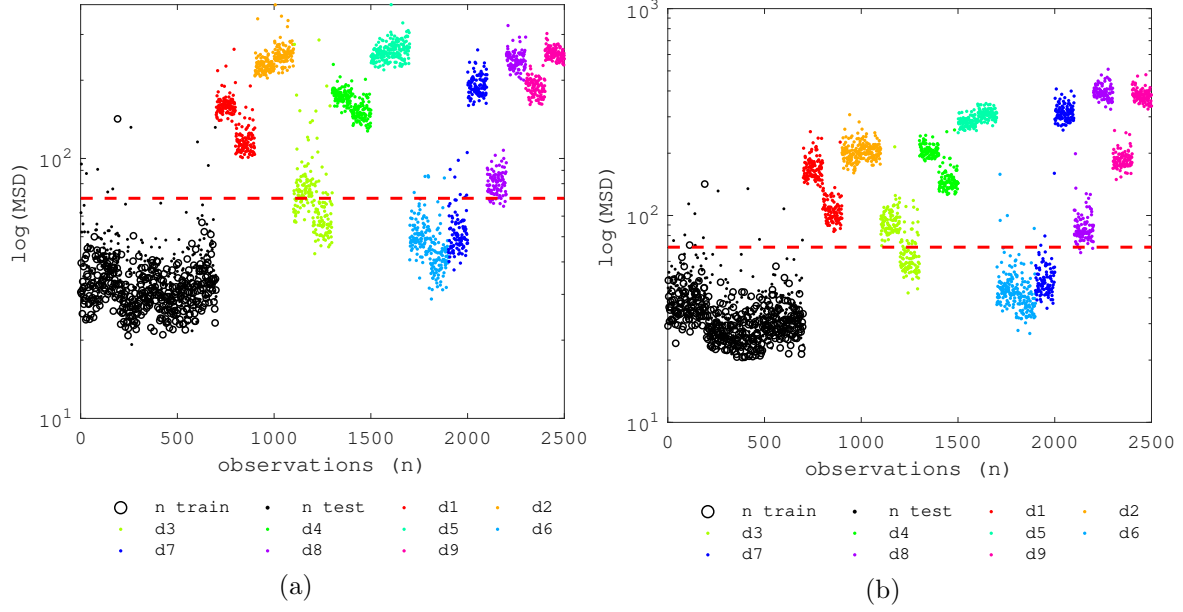 10^2
10^1
log(MSD)
0 500 1000 1500 2000 2500
observations (n)
n train n test d1 d2
d3 d4 d5 d6
d7 d8 d9
(a)
10^3
10^2
10^1
log(MSD)
0 500 1000 1500 2000 2500
observations (n)
n train n test d1 d2
d3 d4 d5 d6
d7 d8 d9
(b)